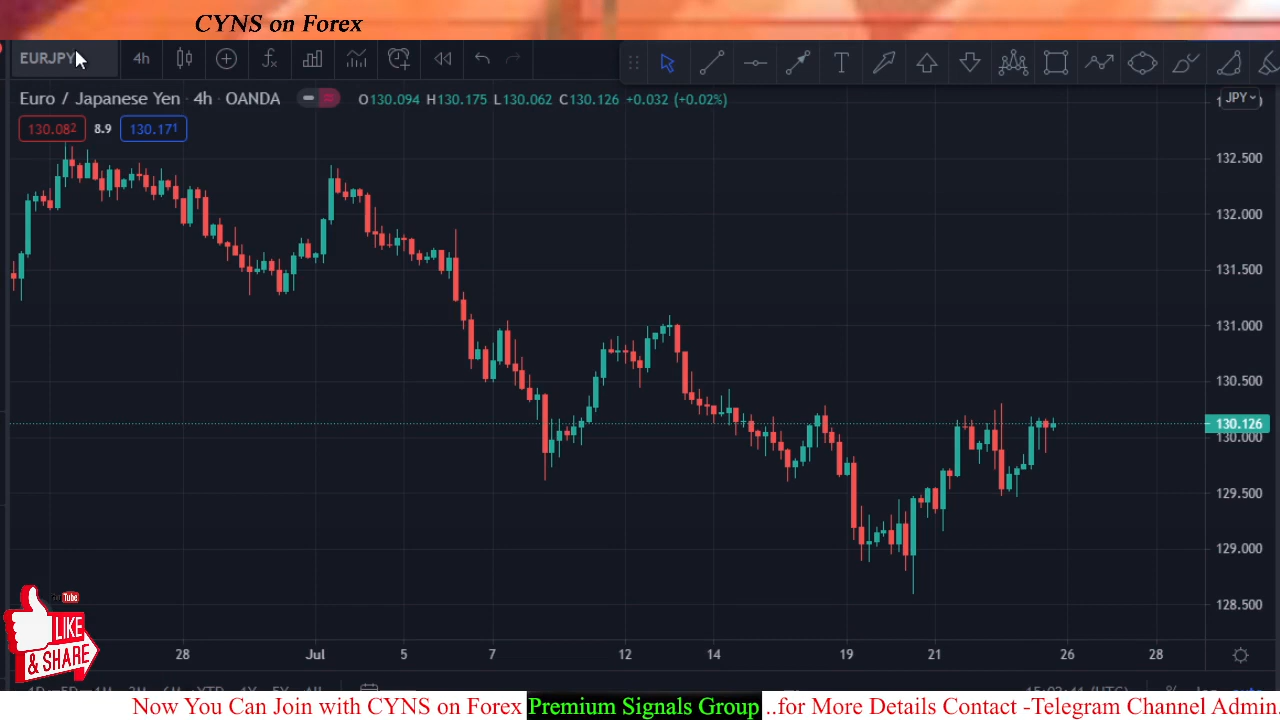 CYNS on Forex
EURJPY 4h
Euro / Japanese Yen 4h OANDA O130.094 H130.175 L130.062 C130.126 +0.032 (+0.02%) JPY
130.082 8.9 130.171
132.500
132.000
131.500
131.000
130.500
130.126
130.000
129.500
129.000
128.500
Tube
LIKE
& SHARE
28 Jul 5 7 12 14 19 21 26 28
Now You Can Join with CYNS on Forex Premium Signals Group ..for More Details Contact -Telegram Channel Admin.